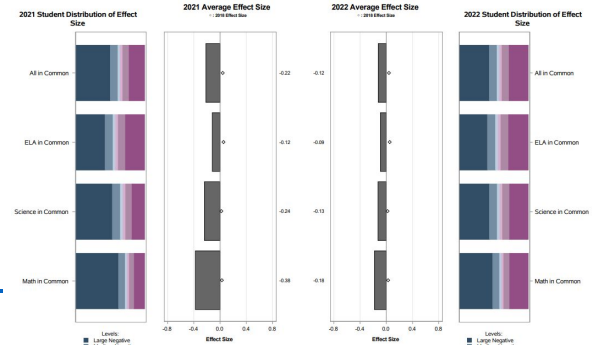 2021 Student Distribution of Effect
Size
2021 Average Effect Size
◦ : 2019 Effect Size
2022 Average Effect Size
◦ : 2019 Effect Size
2022 Student Distribution of Effect
Size
All in Common
-0.22
-0.12
All in Common
ELA in Common
-0.12
-0.09
ELA in Common
Science in Common
-0.24
-0.13
Science in Common
Math in Common
-0.38
-0.18
Math in Common
-0.8 -0.4 0.0 0.4 0.8
-0.8 -0.4 0.0 0.4 0.8
Levels:
Large Negative
Effect Size
Effect Size
Levels:
Large Negative